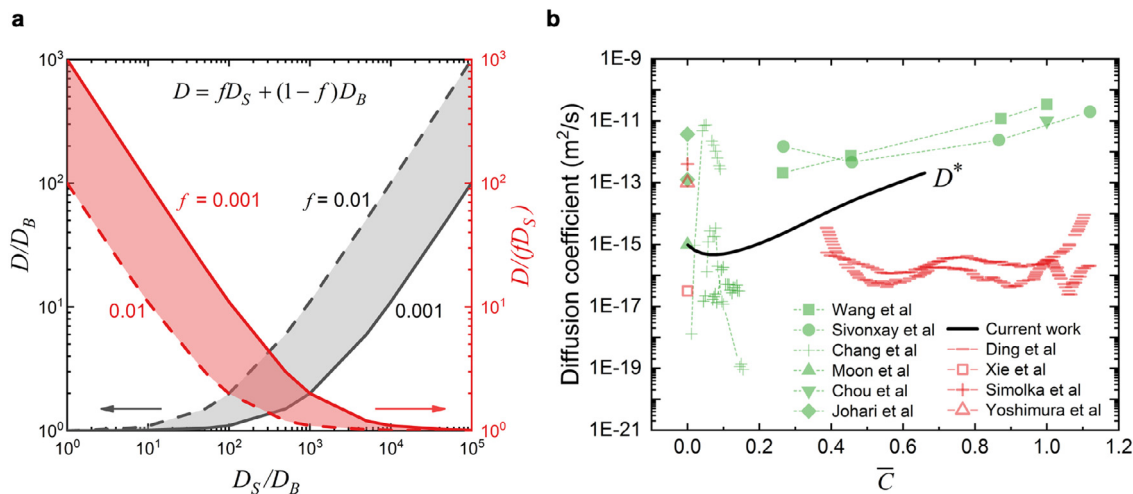 a
D = fD_S + (1 − f)D_B
f = 0.001
f = 0.01
0.01
0.001
D/D_B
10^3
10^2
10^1
10^0
D/(fD_S)
10^3
10^2
10^1
10^0
10^0 10^1 10^2 10^3 10^4 10^5
D_S/D_B
b
Diffusion coefficient (m^2/s)
1E-9
1E-11
1E-13
1E-15
1E-17
1E-19
1E-21
D*
Wang et al
Sivonxay et al
Chang et al
Moon et al
Chou et al
Johari et al
Current work
Ding et al
Xie et al
Simolka et al
Yoshimura et al
0.0 0.2 0.4 0.6 0.8 1.0 1.2
C̅